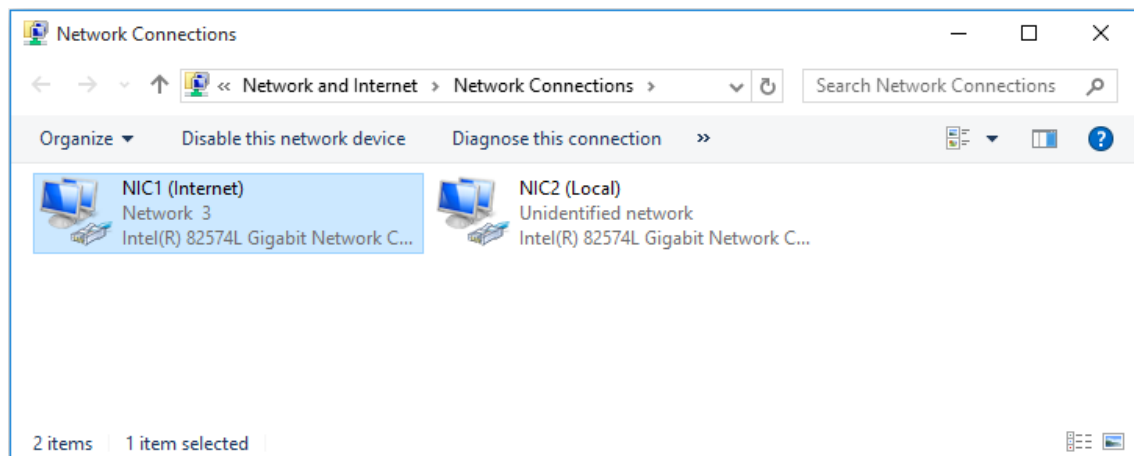 Network Connections
« Network and Internet > Network Connections >
Search Network Connections
Organize Disable this network device Diagnose this connection »
NIC1 (Internet)
Network 3
Intel(R) 82574L Gigabit Network C...
NIC2 (Local)
Unidentified network
Intel(R) 82574L Gigabit Network C...
2 items 1 item selected